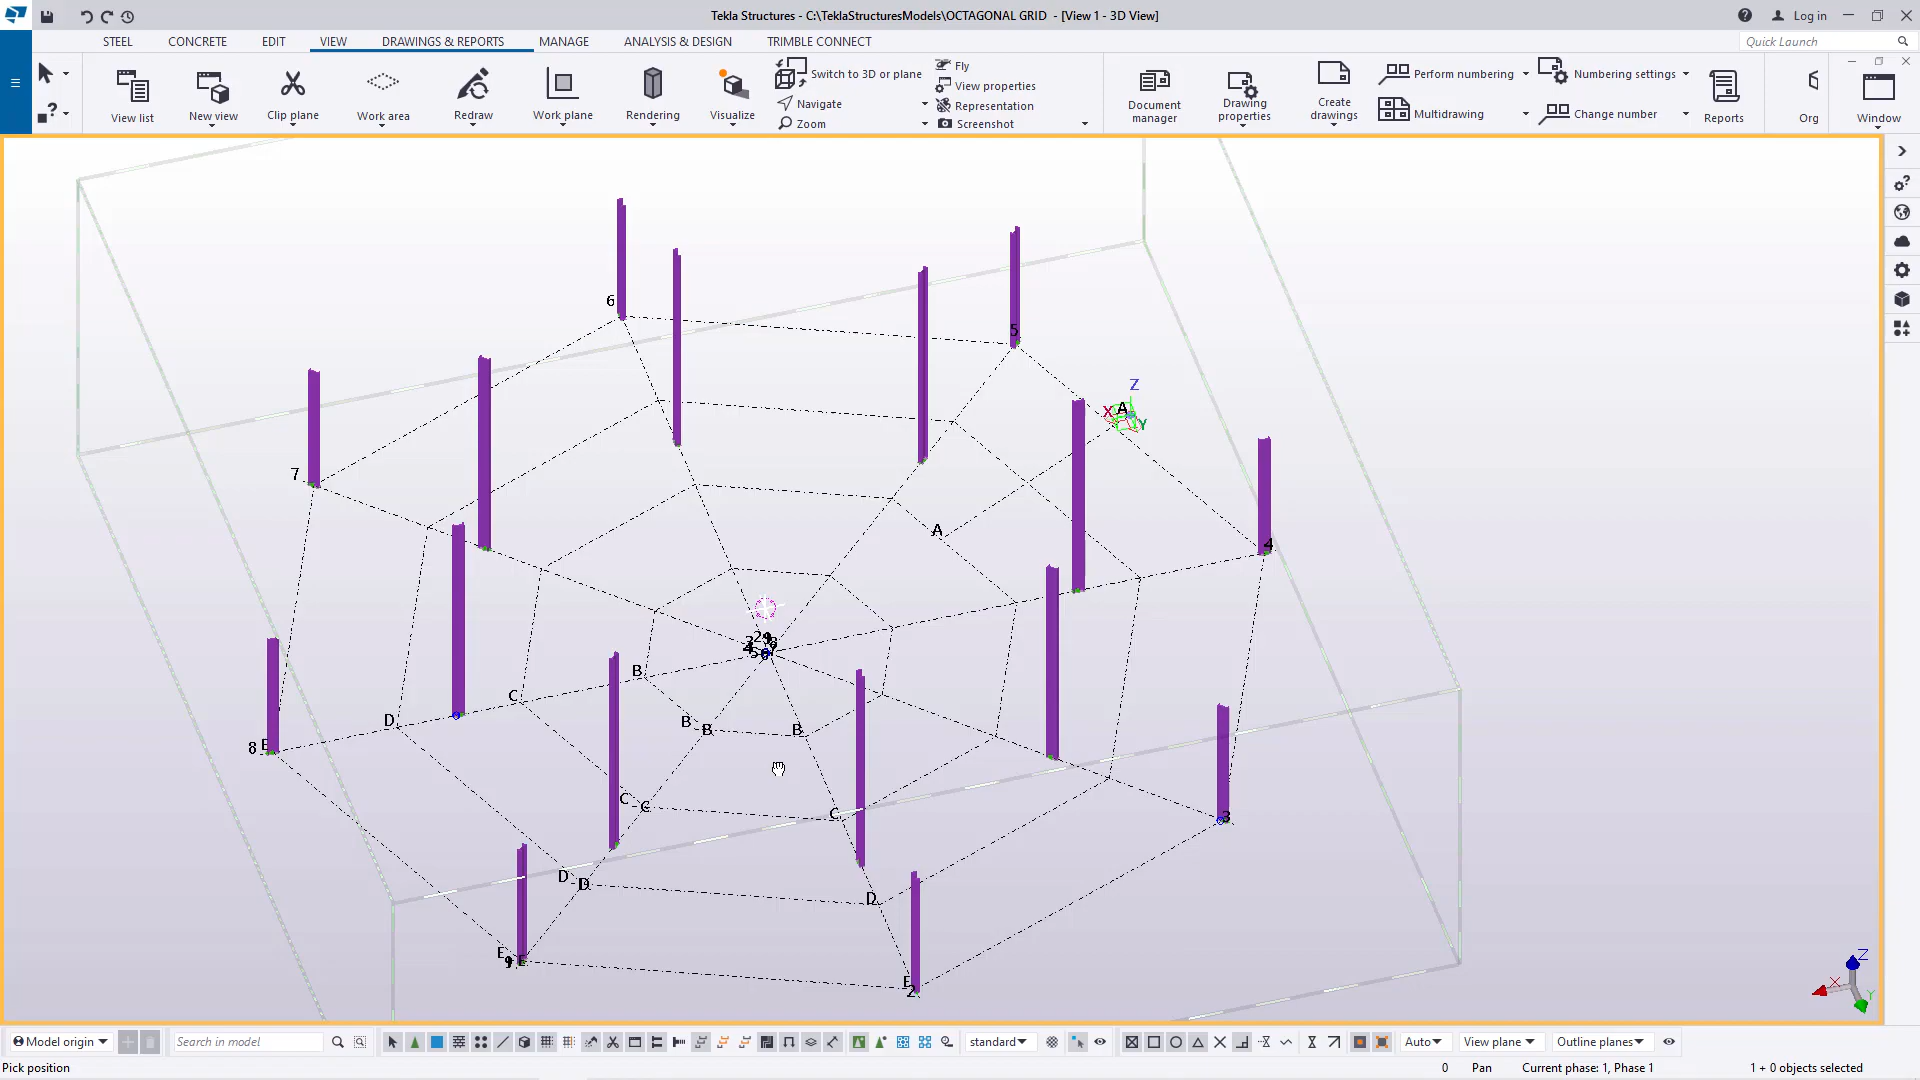 Tekla Structures - C:\TeklaStructuresModels\OCTAGONAL GRID - [View 1 - 3D View]
Log in
STEEL CONCRETE EDIT VIEW DRAWINGS & REPORTS MANAGE ANALYSIS & DESIGN TRIMBLE CONNECT
Quick Launch
View list
New view
Clip plane
Work area
Redraw
Work plane
Rendering
Visualize
Switch to 3D or plane
Navigate
Zoom
Fly
View properties
Representation
Screenshot
Document manager
Drawing properties
Create drawings
Perform numbering
Multidrawing
Numbering settings
Change number
Reports
Org
Window
6
5
Z
X A
Y
7
A
4
B
C
D
B B B
8 E
C C C
3
D D D
E
E E
2
Z
X
Y
Model origin
Search in model
standard
Auto
View plane
Outline planes
Pick position
0 Pan Current phase: 1, Phase 1 1 + 0 objects selected